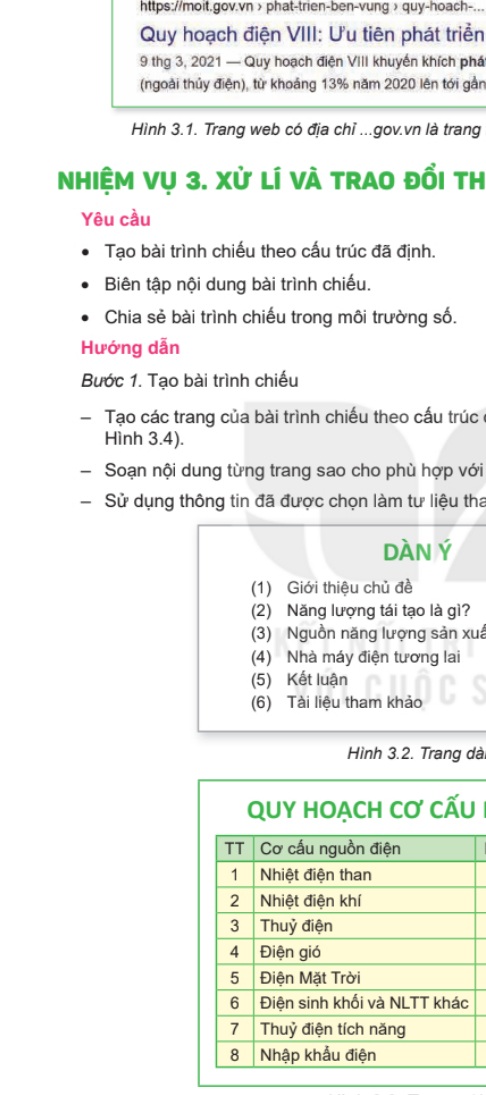 https://moit.gov.vn › phat-trien-ben-vung › quy-hoach-...
Quy hoạch điện VIII: Ưu tiên phát triển
9 thg 3, 2021 — Quy hoạch điện VIII khuyến khích phá
(ngoài thủy điện), từ khoảng 13% năm 2020 lên tới gần
Hình 3.1. Trang web có địa chỉ ...gov.vn là trang
NHIỆM VỤ 3. XỬ LÍ VÀ TRAO ĐỔI TH
Yêu cầu
• Tạo bài trình chiếu theo cấu trúc đã định.
• Biên tập nội dung bài trình chiếu.
• Chia sẻ bài trình chiếu trong môi trường số.
Hướng dẫn
Bước 1. Tạo bài trình chiếu
– Tạo các trang của bài trình chiếu theo cấu trúc
Hình 3.4).
– Soạn nội dung từng trang sao cho phù hợp với
– Sử dụng thông tin đã được chọn làm tư liệu tha
DÀN Ý
(1) Giới thiệu chủ đề
(2) Năng lượng tái tạo là gì?
(3) Nguồn năng lượng sản xuấ
(4) Nhà máy điện tương lai
(5) Kết luận
(6) Tài liệu tham khảo
Hình 3.2. Trang dà
QUY HOẠCH CƠ CẤU
TT Cơ cấu nguồn điện
1 Nhiệt điện than
2 Nhiệt điện khí
3 Thuỷ điện
4 Điện gió
5 Điện Mặt Trời
6 Điện sinh khối và NLTT khác
7 Thuỷ điện tích năng
8 Nhập khẩu điện